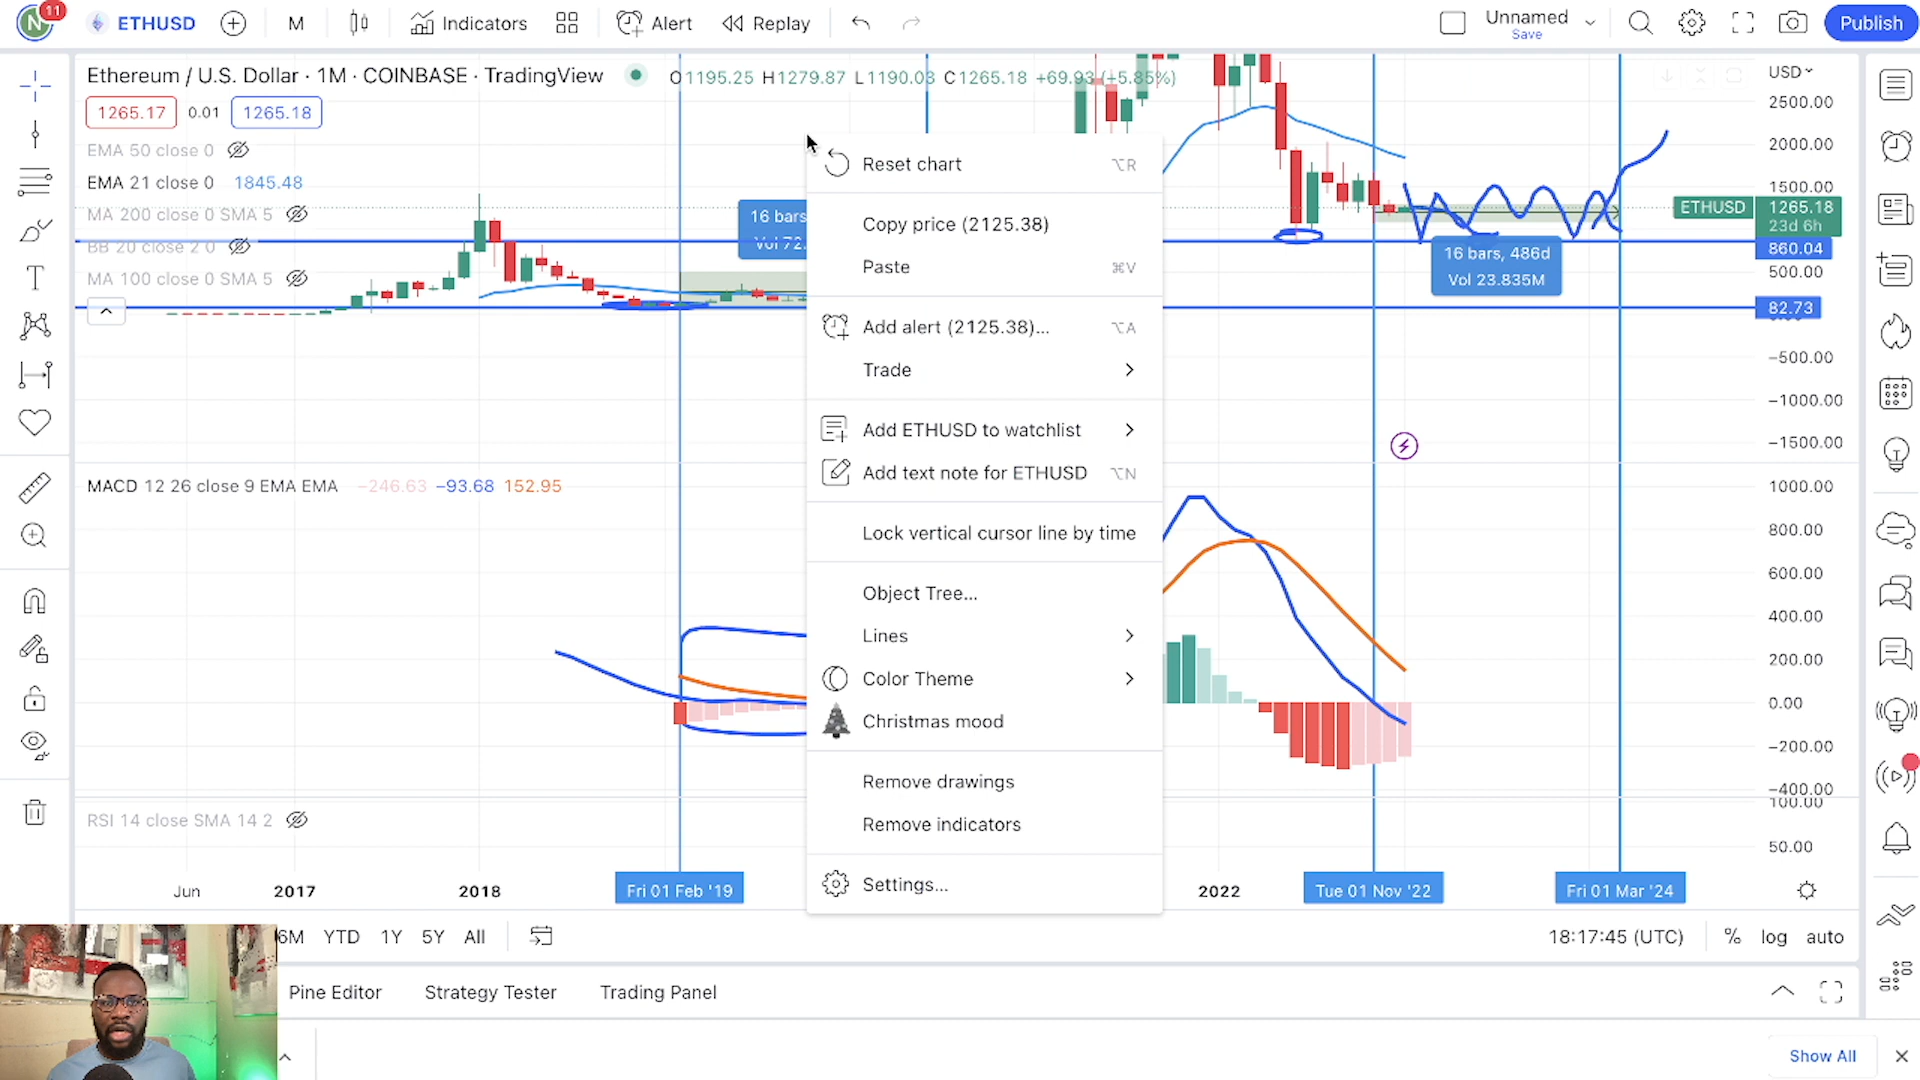 N
11
ETHUSD
M
Indicators
Alert
Replay
Unnamed
Save
Publish
Ethereum / U.S. Dollar · 1M · COINBASE · TradingView
O1195.25 H1279.87 L1190.03 C1265.18 +69.93 (+5.85%)
USD
1265.17
0.01
1265.18
EMA 50 close 0
EMA 21 close 0 1845.48
MA 200 close 0 SMA 5
BB 20 close 2 0
MA 100 close 0 SMA 5
16 bars
Vol 72.
Reset chart ⌥R
Copy price (2125.38)
Paste ⌘V
Add alert (2125.38)... ⌥A
Trade
Add ETHUSD to watchlist
Add text note for ETHUSD ⌥N
Lock vertical cursor line by time
Object Tree...
Lines
Color Theme
Christmas mood
Remove drawings
Remove indicators
Settings...
16 bars, 486d
Vol 23.835M
2500.00
2000.00
1500.00
ETHUSD
1265.18
23d 6h
860.04
500.00
82.73
−500.00
−1000.00
−1500.00
MACD 12 26 close 9 EMA EMA −246.63 −93.68 152.95
1000.00
800.00
600.00
400.00
200.00
0.00
−200.00
−400.00
RSI 14 close SMA 14 2
100.00
50.00
Jun
2017
2018
Fri 01 Feb '19
2022
Tue 01 Nov '22
Fri 01 Mar '24
6M
YTD
1Y
5Y
All
18:17:45 (UTC)
%
log
auto
Pine Editor
Strategy Tester
Trading Panel
Show All